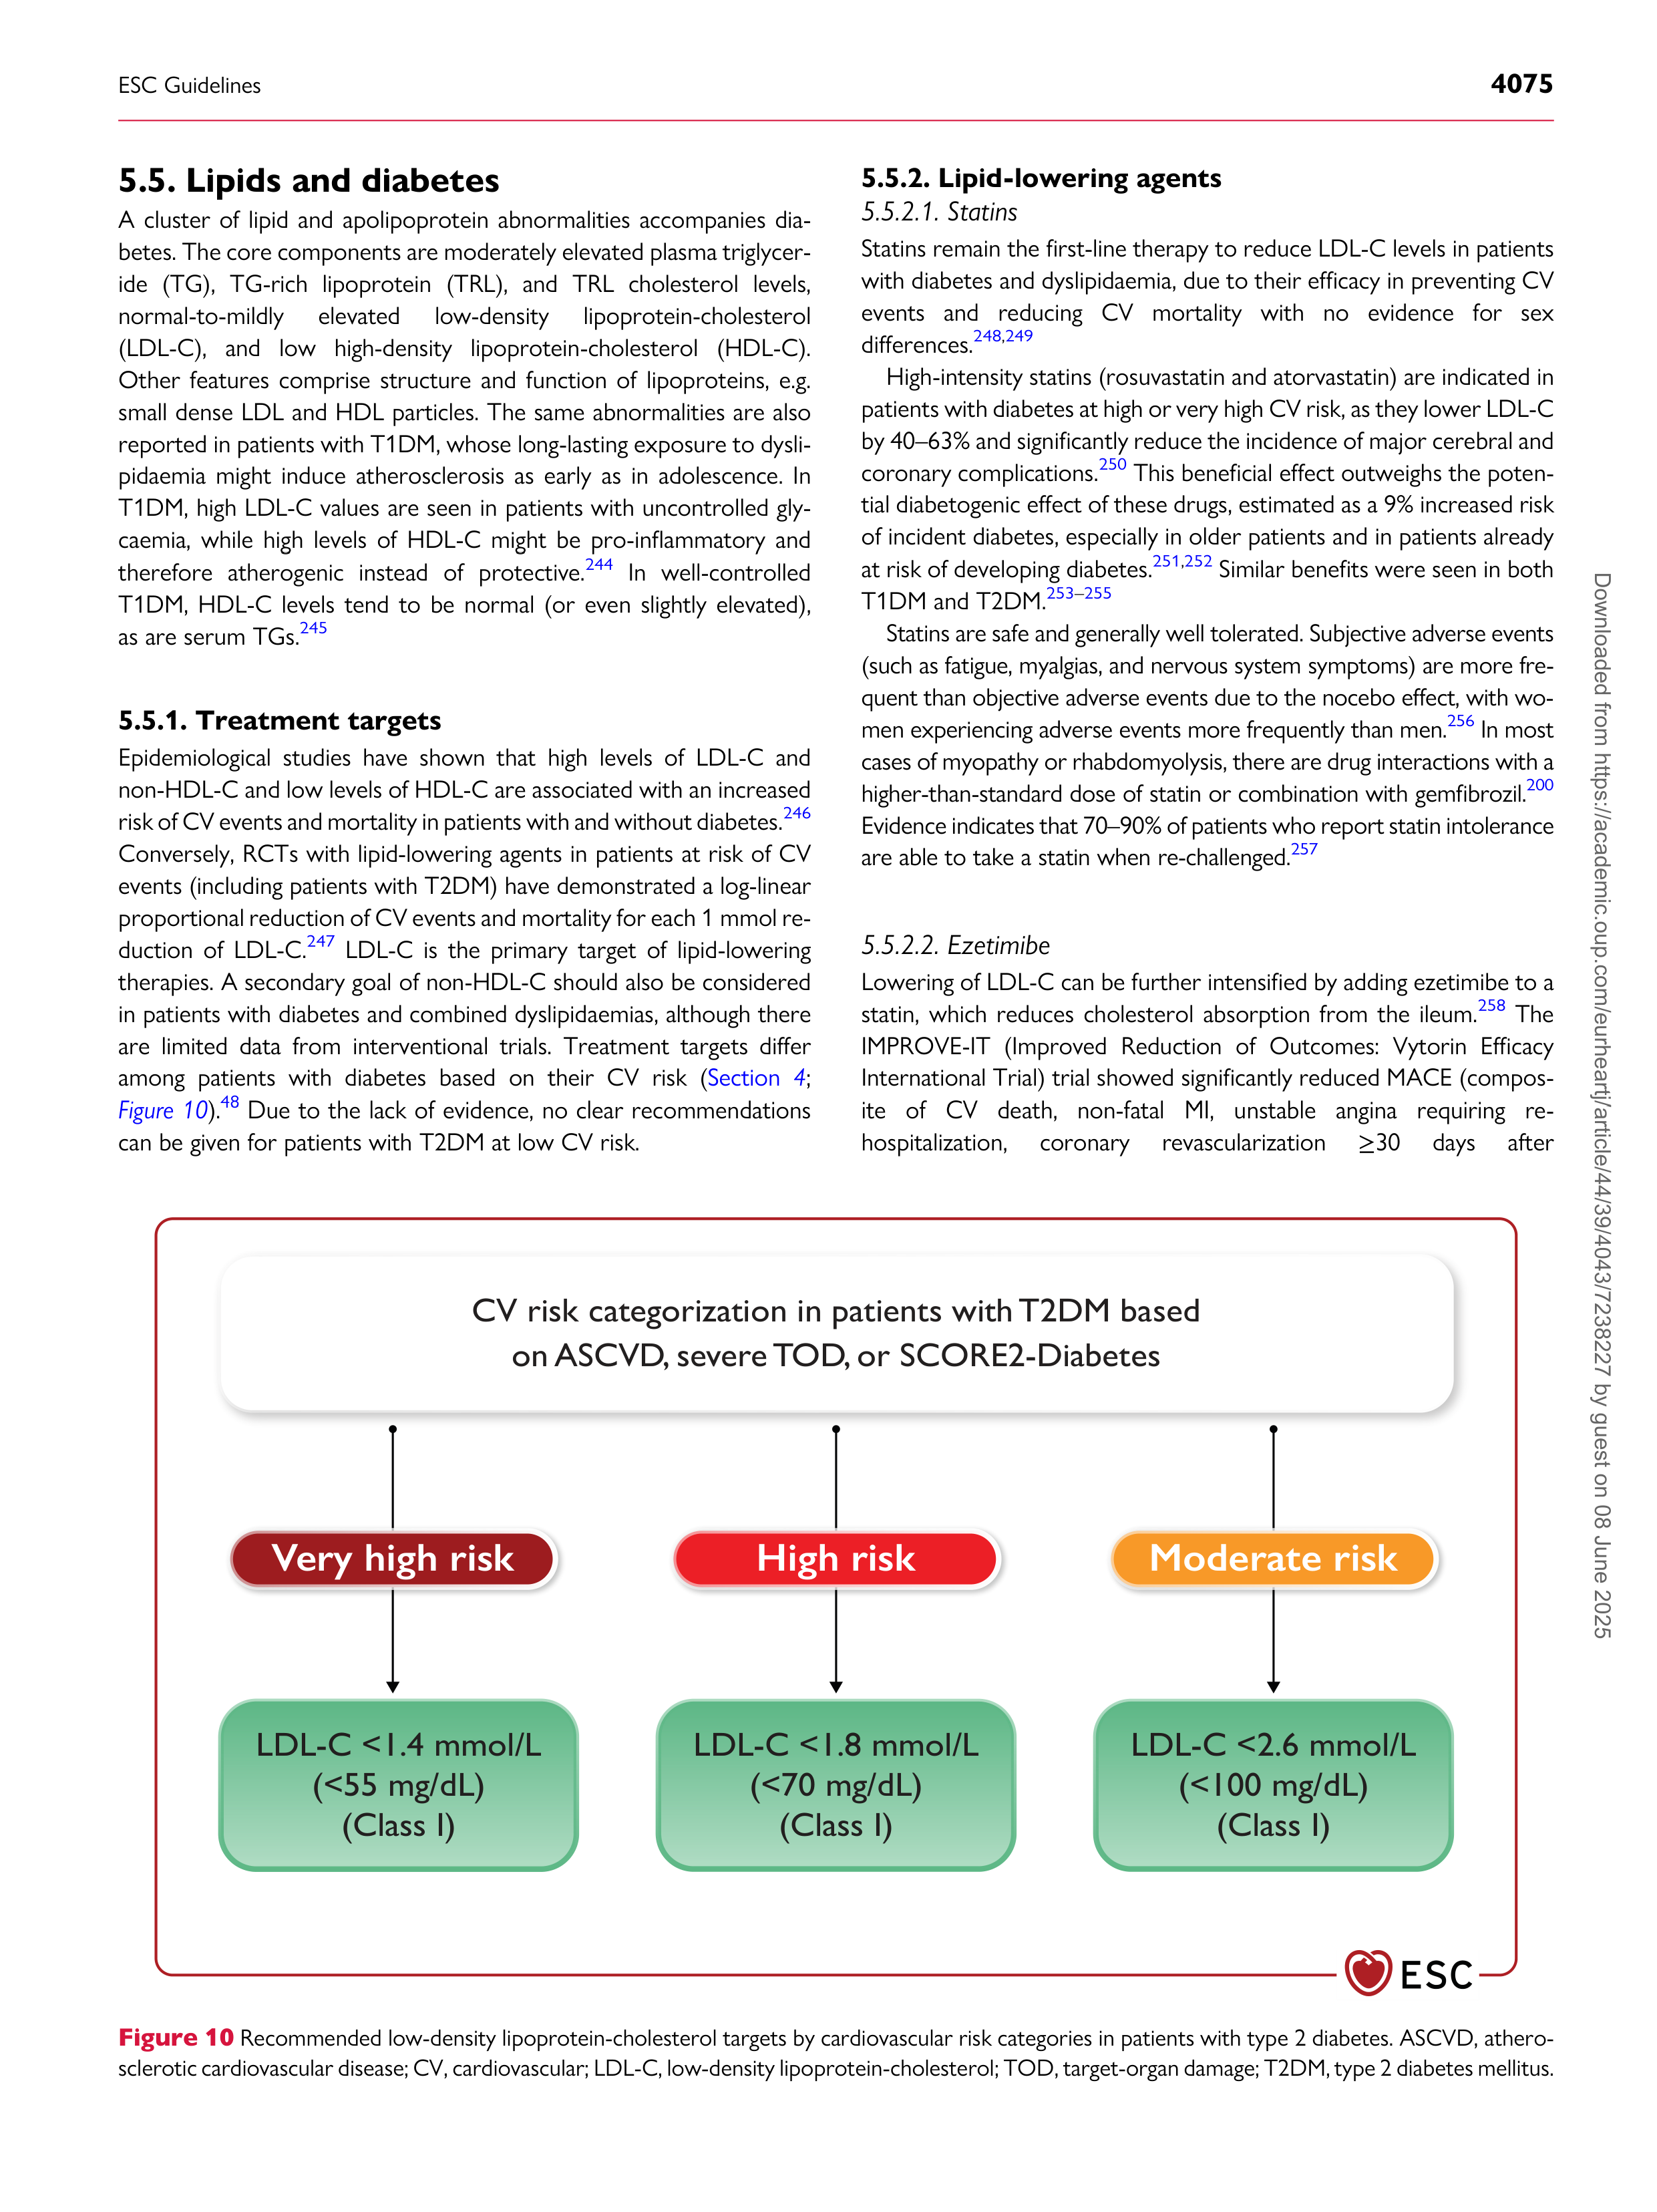 ESC Guidelines
4075
5.5. Lipids and diabetes
A cluster of lipid and apolipoprotein abnormalities accompanies dia-
betes. The core components are moderately elevated plasma triglycer-
ide (TG), TG-rich lipoprotein (TRL), and TRL cholesterol levels,
normal-to-mildly elevated low-density lipoprotein-cholesterol
(LDL-C), and low high-density lipoprotein-cholesterol (HDL-C).
Other features comprise structure and function of lipoproteins, e.g.
small dense LDL and HDL particles. The same abnormalities are also
reported in patients with T1DM, whose long-lasting exposure to dysli-
pidaemia might induce atherosclerosis as early as in adolescence. In
T1DM, high LDL-C values are seen in patients with uncontrolled gly-
caemia, while high levels of HDL-C might be pro-inflammatory and
therefore atherogenic instead of protective.244 In well-controlled
T1DM, HDL-C levels tend to be normal (or even slightly elevated),
as are serum TGs.245
5.5.1. Treatment targets
Epidemiological studies have shown that high levels of LDL-C and
non-HDL-C and low levels of HDL-C are associated with an increased
risk of CV events and mortality in patients with and without diabetes.246
Conversely, RCTs with lipid-lowering agents in patients at risk of CV
events (including patients with T2DM) have demonstrated a log-linear
proportional reduction of CV events and mortality for each 1 mmol re-
duction of LDL-C.247 LDL-C is the primary target of lipid-lowering
therapies. A secondary goal of non-HDL-C should also be considered
in patients with diabetes and combined dyslipidaemias, although there
are limited data from interventional trials. Treatment targets differ
among patients with diabetes based on their CV risk (Section 4;
Figure 10).48 Due to the lack of evidence, no clear recommendations
can be given for patients with T2DM at low CV risk.
5.5.2. Lipid-lowering agents
5.5.2.1. Statins
Statins remain the first-line therapy to reduce LDL-C levels in patients
with diabetes and dyslipidaemia, due to their efficacy in preventing CV
events and reducing CV mortality with no evidence for sex
differences.248,249
High-intensity statins (rosuvastatin and atorvastatin) are indicated in
patients with diabetes at high or very high CV risk, as they lower LDL-C
by 40–63% and significantly reduce the incidence of major cerebral and
coronary complications.250 This beneficial effect outweighs the poten-
tial diabetogenic effect of these drugs, estimated as a 9% increased risk
of incident diabetes, especially in older patients and in patients already
at risk of developing diabetes.251,252 Similar benefits were seen in both
T1DM and T2DM.253–255
Statins are safe and generally well tolerated. Subjective adverse events
(such as fatigue, myalgias, and nervous system symptoms) are more fre-
quent than objective adverse events due to the nocebo effect, with wo-
men experiencing adverse events more frequently than men.256 In most
cases of myopathy or rhabdomyolysis, there are drug interactions with a
higher-than-standard dose of statin or combination with gemfibrozil.200
Evidence indicates that 70–90% of patients who report statin intolerance
are able to take a statin when re-challenged.257
5.5.2.2. Ezetimibe
Lowering of LDL-C can be further intensified by adding ezetimibe to a
statin, which reduces cholesterol absorption from the ileum.258 The
IMPROVE-IT (Improved Reduction of Outcomes: Vytorin Efficacy
International Trial) trial showed significantly reduced MACE (compos-
ite of CV death, non-fatal MI, unstable angina requiring re-
hospitalization, coronary revascularization ≥30 days after
CV risk categorization in patients with T2DM based
on ASCVD, severe TOD, or SCORE2-Diabetes
Very high risk
High risk
Moderate risk
LDL-C <1.4 mmol/L
(<55 mg/dL)
(Class I)
LDL-C <1.8 mmol/L
(<70 mg/dL)
(Class I)
LDL-C <2.6 mmol/L
(<100 mg/dL)
(Class I)
ESC
Figure 10 Recommended low-density lipoprotein-cholesterol targets by cardiovascular risk categories in patients with type 2 diabetes. ASCVD, athero-
sclerotic cardiovascular disease; CV, cardiovascular; LDL-C, low-density lipoprotein-cholesterol; TOD, target-organ damage; T2DM, type 2 diabetes mellitus.
Downloaded from https://academic.oup.com/eurheartj/article/44/39/4043/7238227 by guest on 08 June 2025